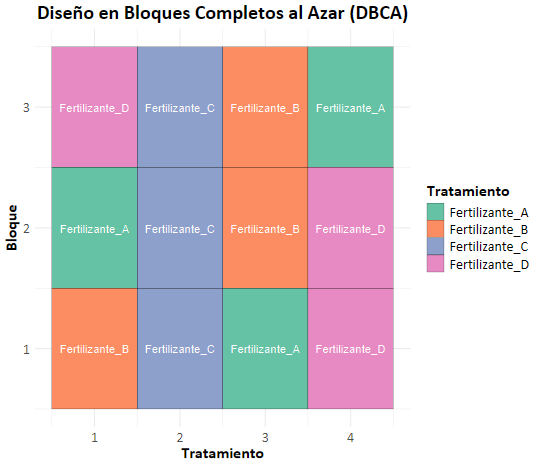 Diseño en Bloques Completos al Azar (DBCA)
3
Fertilizante_D Fertilizante_C Fertilizante_B Fertilizante_A
2
Fertilizante_A Fertilizante_C Fertilizante_B Fertilizante_D
1
Fertilizante_B Fertilizante_C Fertilizante_A Fertilizante_D
Bloque
1 2 3 4
Tratamiento
Tratamiento
Fertilizante_A
Fertilizante_B
Fertilizante_C
Fertilizante_D